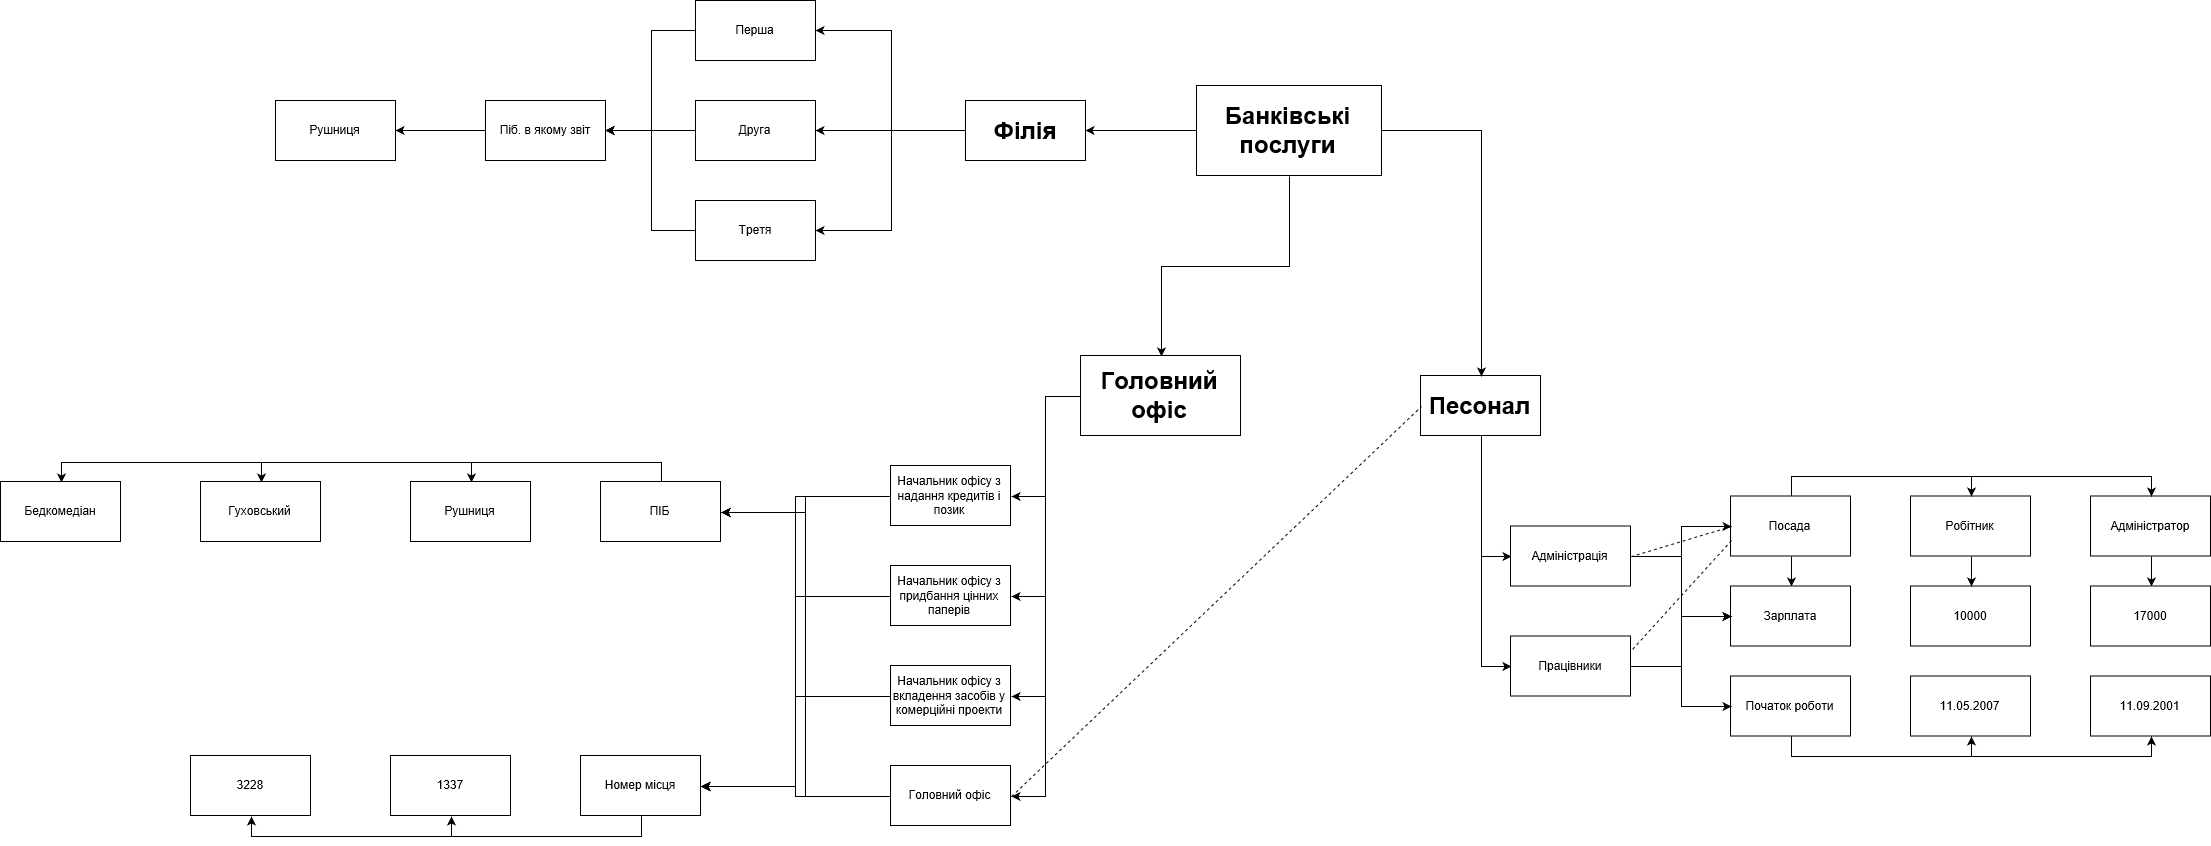 Перша
Банківські
послуги
Філія
Друга
Піб. в якому звіт
Рушниця
Третя
Головний
офіс
Песонал
Начальник офісу з
надання кредитів і
позик
ПІБ
Рушниця
Гуховський
Бедкомедіан
Начальник офісу з
придбання цінних
паперів
Начальник офісу з
вкладення засобів у
комерційні проекти
Головний офіс
Номер місця
1337
3228
Адміністрація
Працівники
Посада
Робітник
Адміністратор
Зарплата
10000
17000
Початок роботи
11.05.2007
11.09.2001